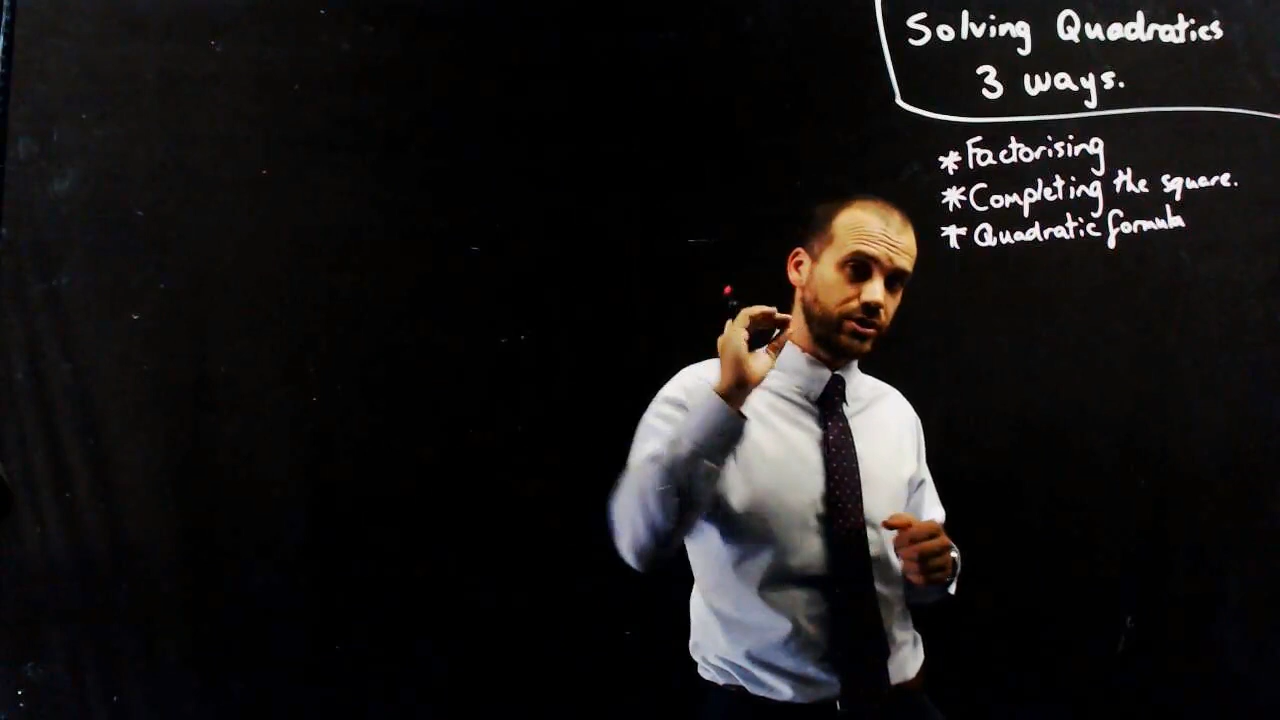 Solving Quadratics
3 ways.
* Factorising
* Completing the square.
* Quadratic formula